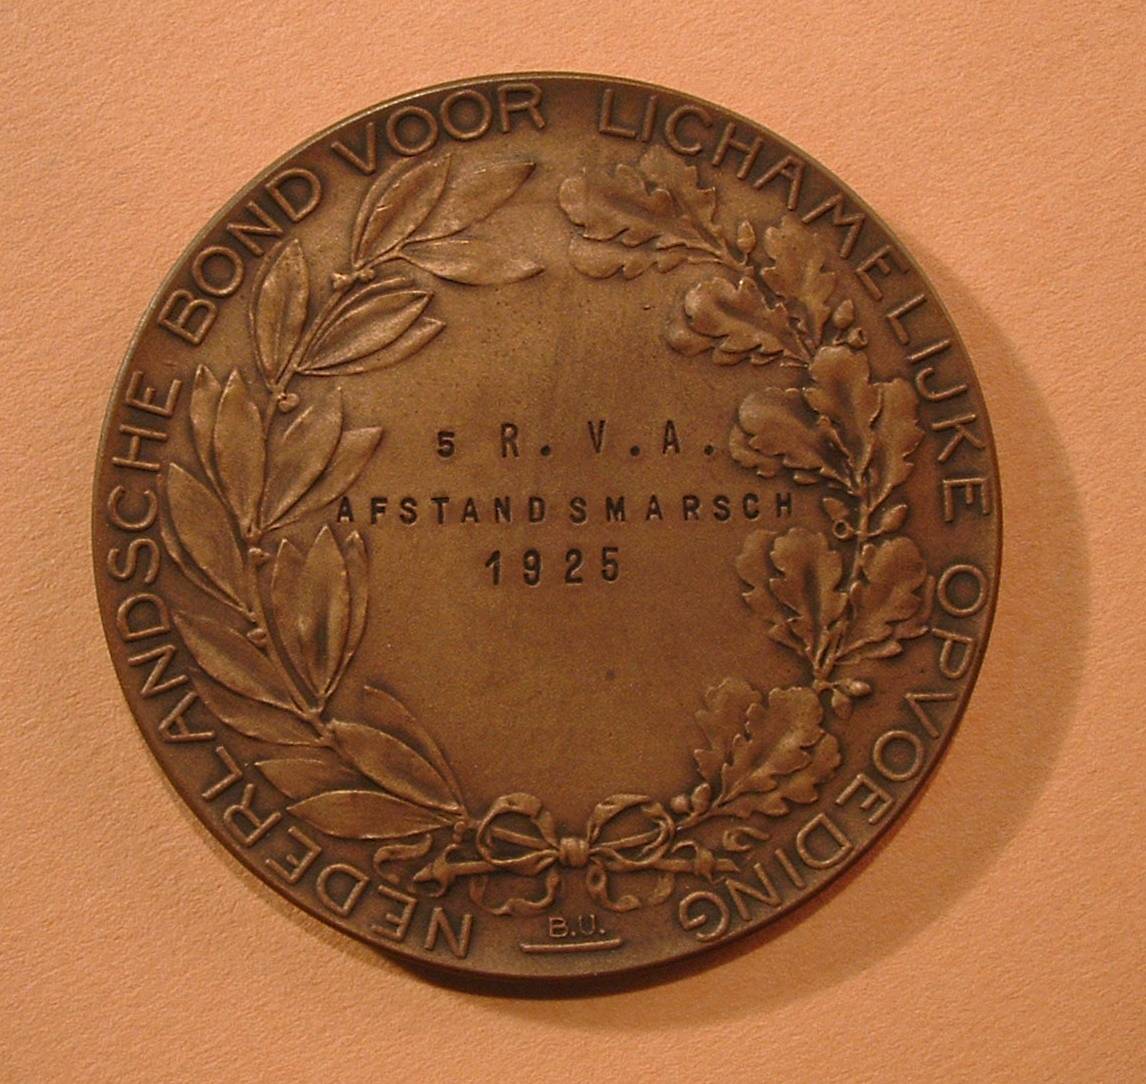 NEDERLANDSCHE BOND VOOR LICHAMELIJKE OPVOEDING
5 R. V. A.
AFSTANDSMARSCH
1925
B.U.